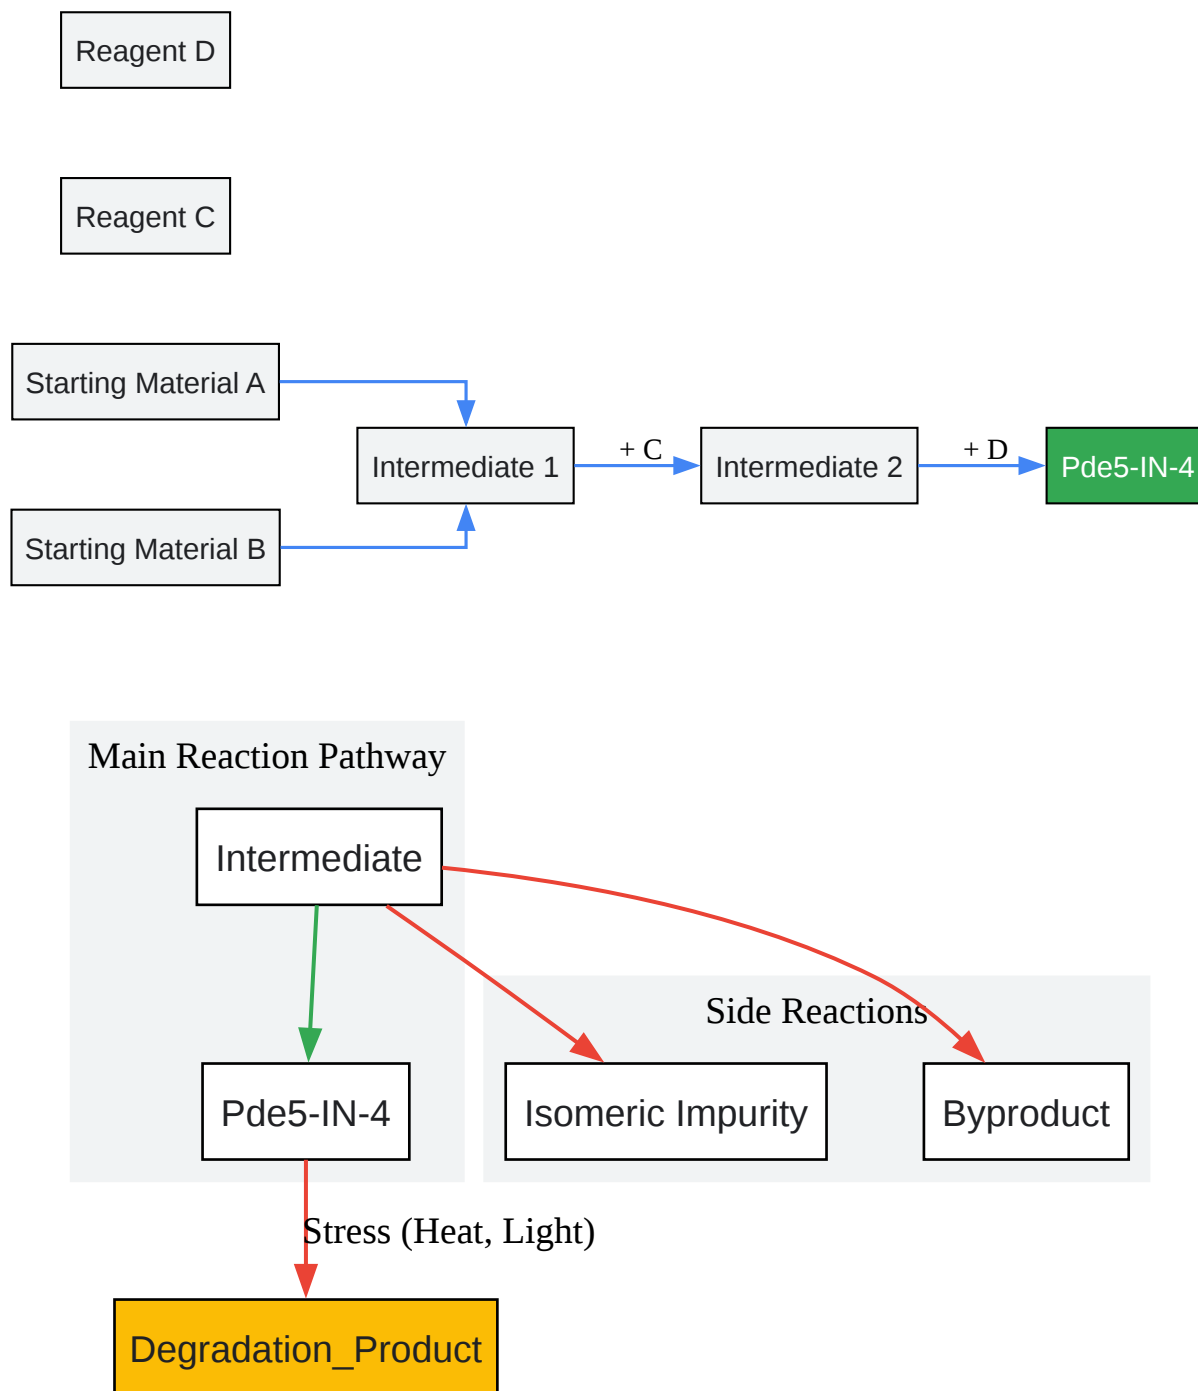 Reagent D
Reagent C
Starting Material A
Intermediate 1
+ C
Intermediate 2
+ D
Pde5-IN-4
Starting Material B
Main Reaction Pathway
Intermediate
Side Reactions
Pde5-IN-4
Isomeric Impurity
Byproduct
Stress (Heat, Light)
Degradation_Product